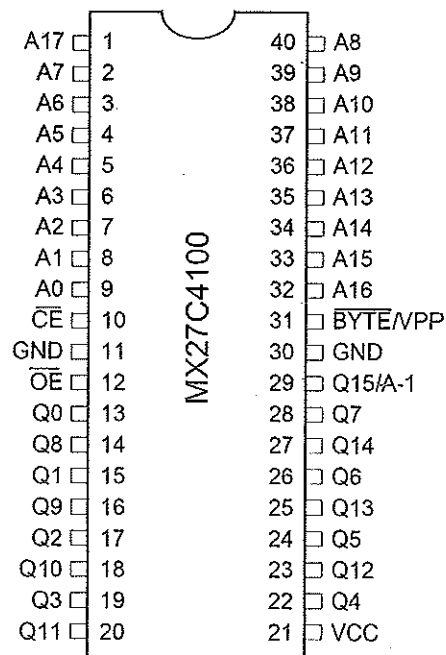 A17 1 40 A8
A7 2 39 A9
A6 3 38 A10
A5 4 37 A11
A4 5 36 A12
A3 6 35 A13
A2 7 34 A14
A1 8 33 A15
A0 9 32 A16
C̅E̅ 10 31 B̅Y̅T̅E̅/VPP
GND 11 30 GND
O̅E̅ 12 29 Q15/A-1
Q0 13 28 Q7
Q8 14 27 Q14
Q1 15 26 Q6
Q9 16 25 Q13
Q2 17 24 Q5
Q10 18 23 Q12
Q3 19 22 Q4
Q11 20 21 VCC
MX27C4100